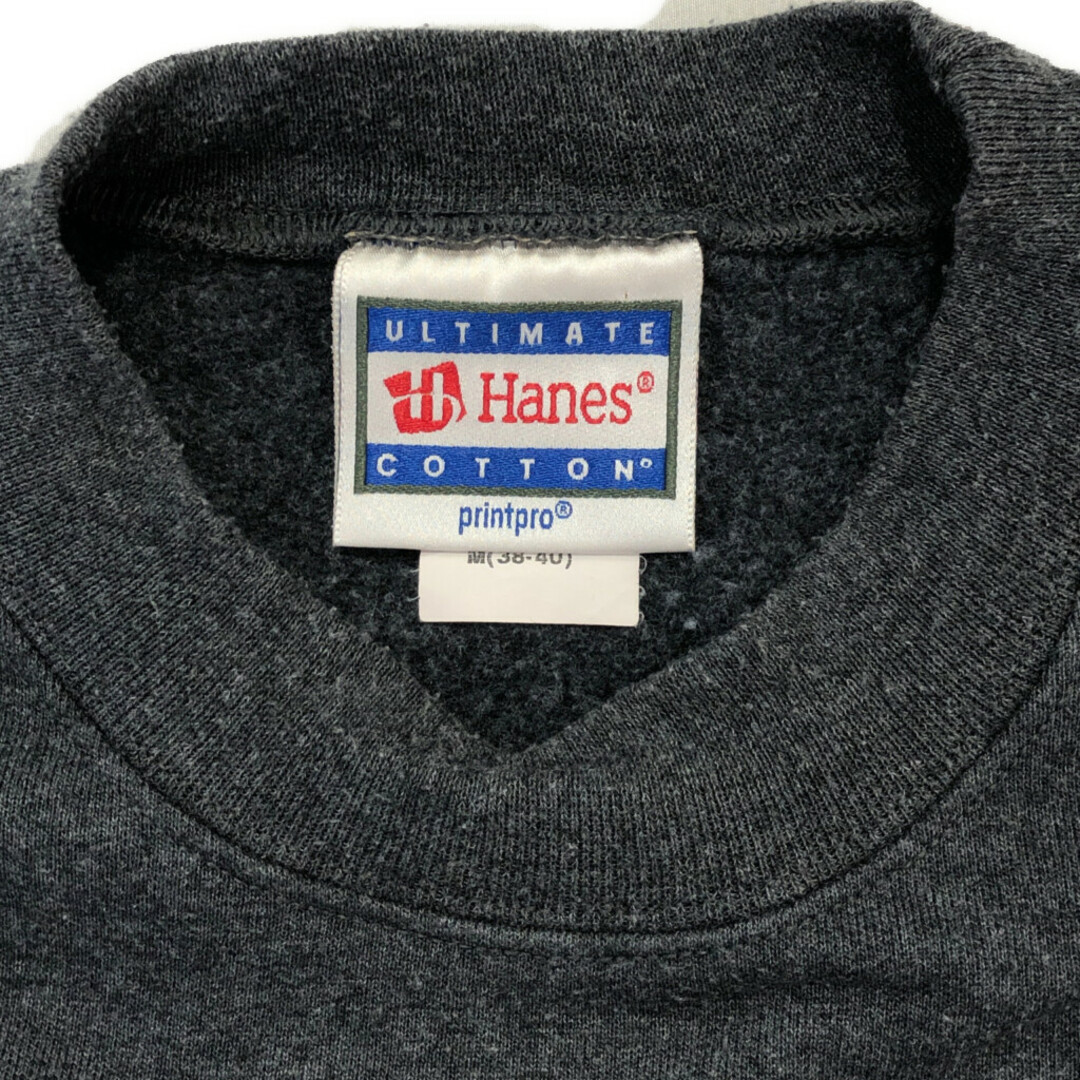 ULTIMATE
Hanes®
COTTON®
printpro®
M(38-40)